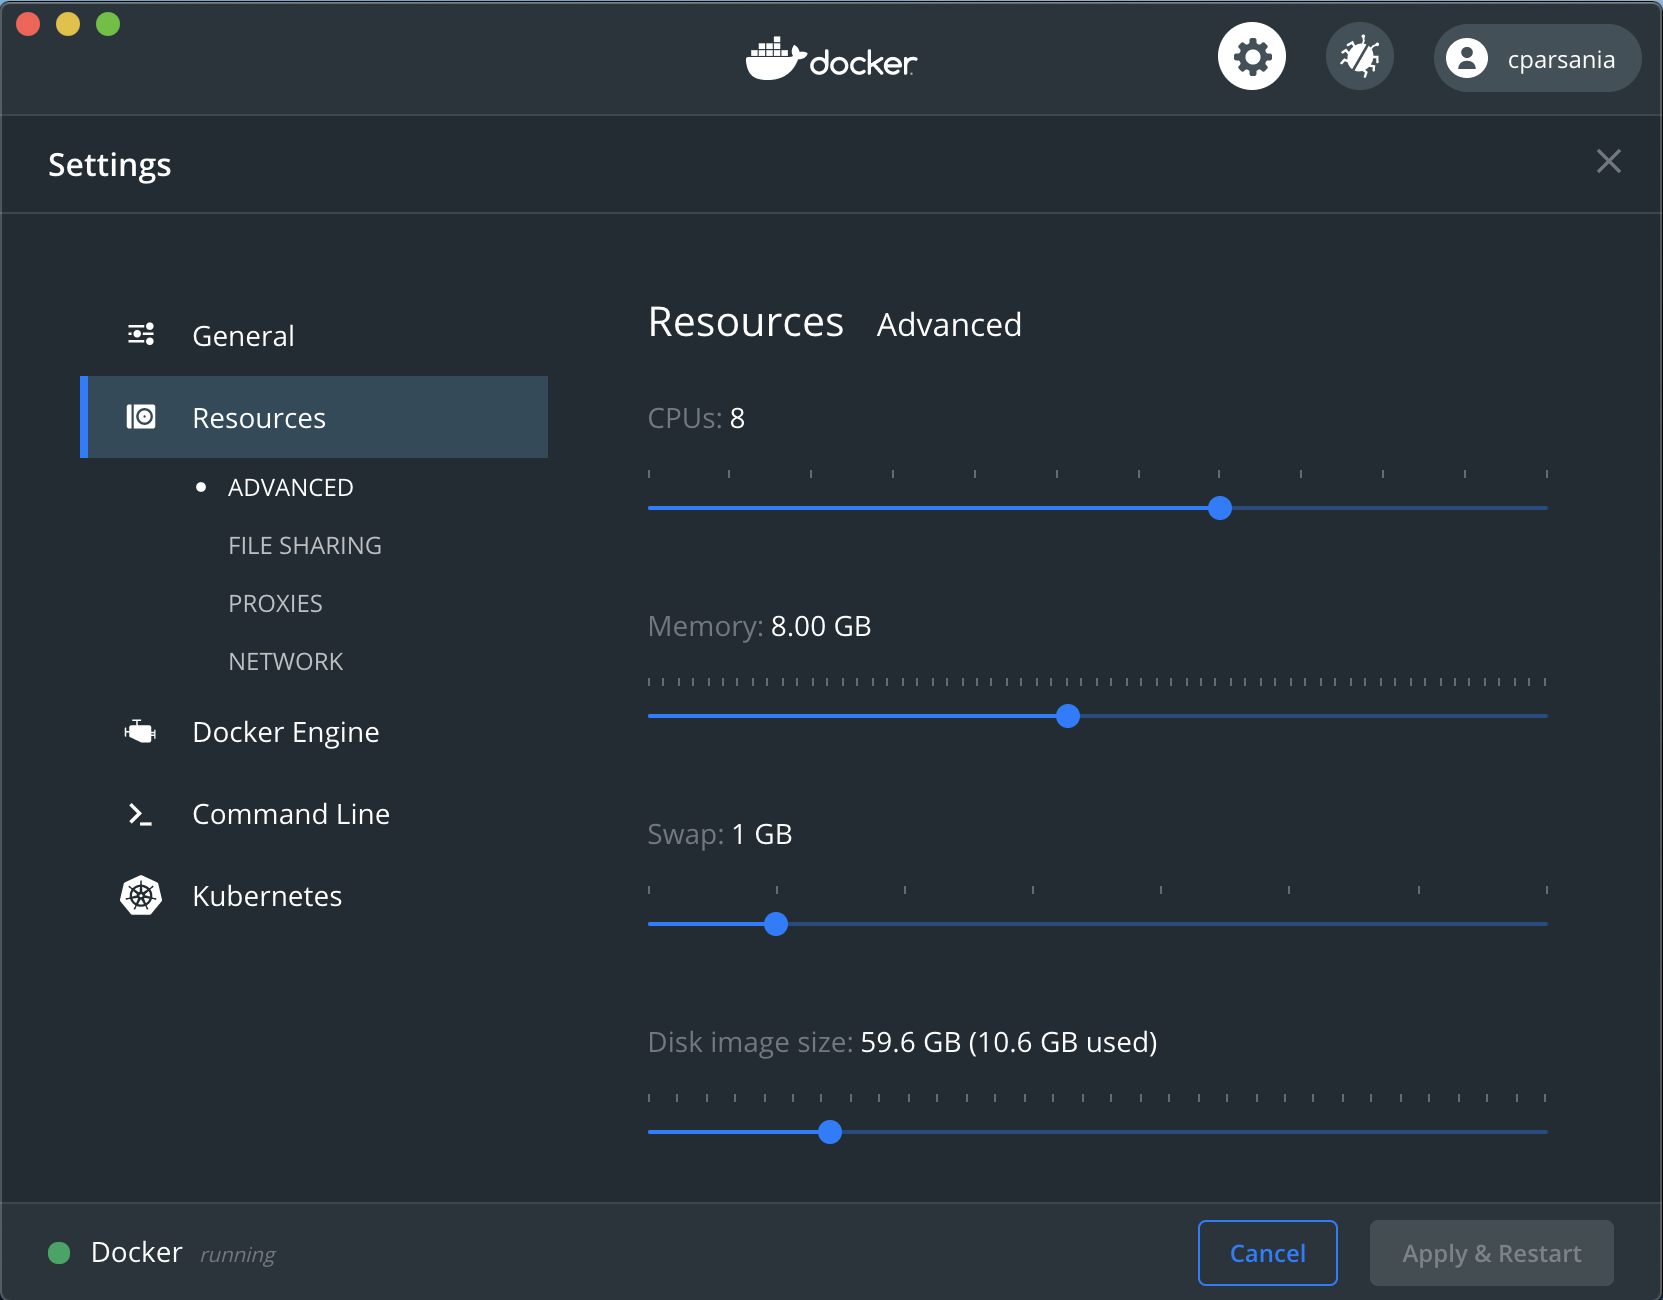 docker
cparsania
Settings
General
Resources
ADVANCED
FILE SHARING
PROXIES
NETWORK
Docker Engine
Command Line
Kubernetes
Resources Advanced
CPUs: 8
Memory: 8.00 GB
Swap: 1 GB
Disk image size: 59.6 GB (10.6 GB used)
Docker running
Cancel
Apply & Restart